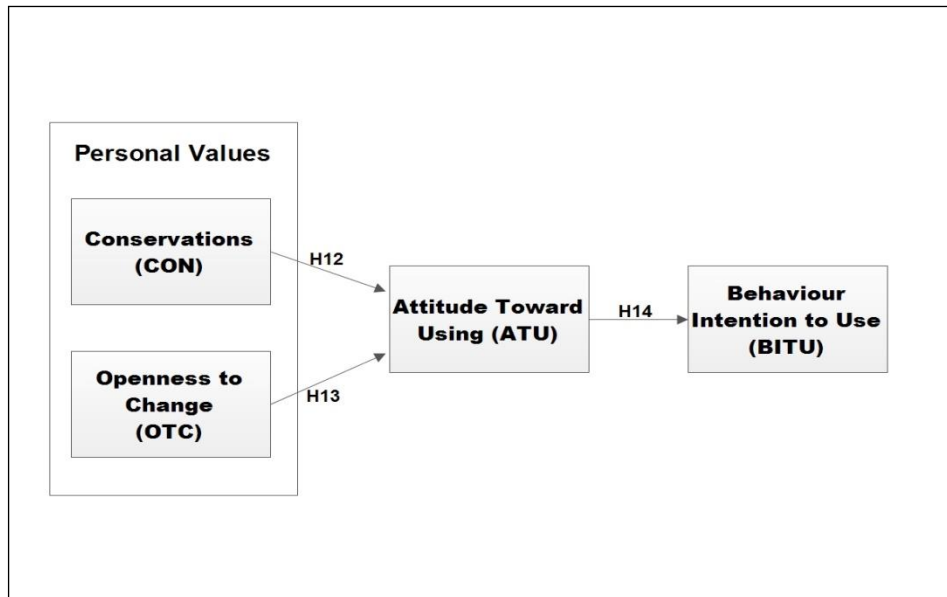 Personal Values
Conservations
(CON)
H12
Attitude Toward
Using (ATU)
H14
Behaviour
Intention to Use
(BITU)
Openness to
Change
(OTC)
H13